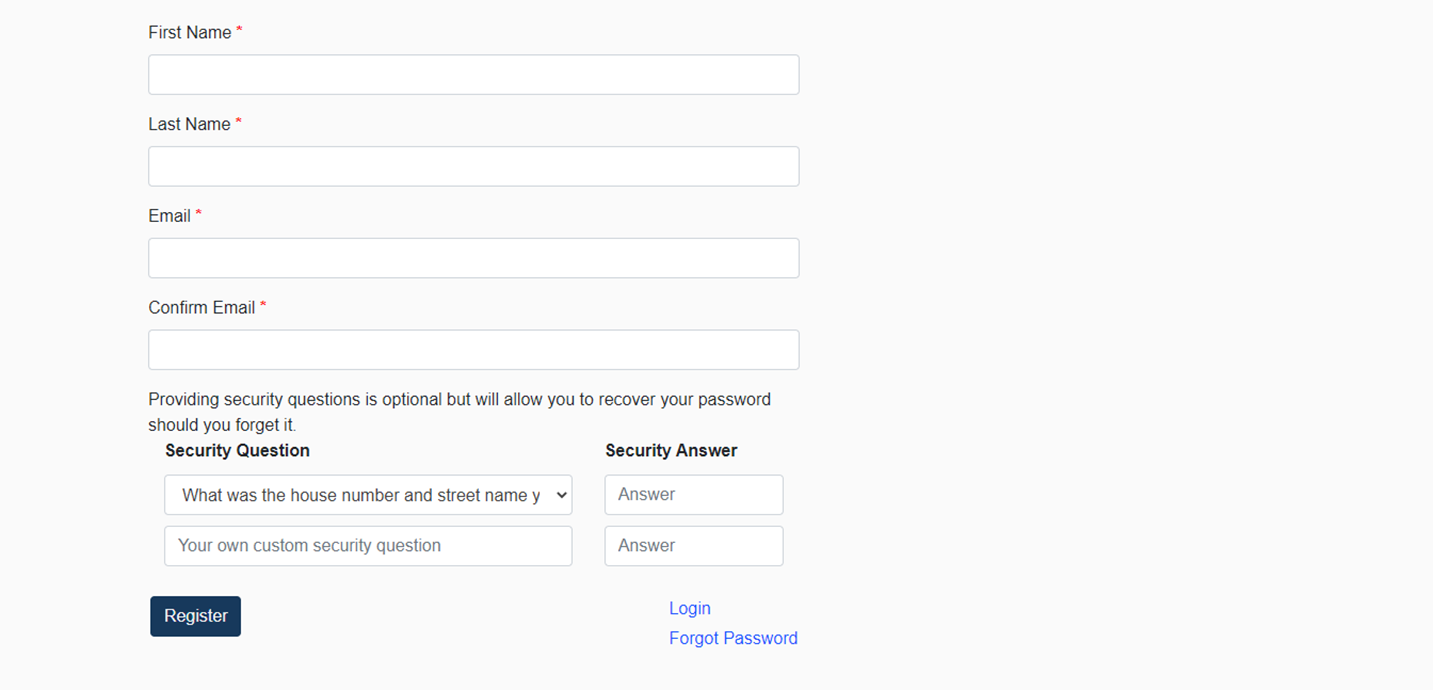 First Name *
Last Name *
Email *
Confirm Email *
Providing security questions is optional but will allow you to recover your password
should you forget it.
Security Question Security Answer
What was the house number and street name y Answer
Your own custom security question Answer
Register Login
Forgot Password